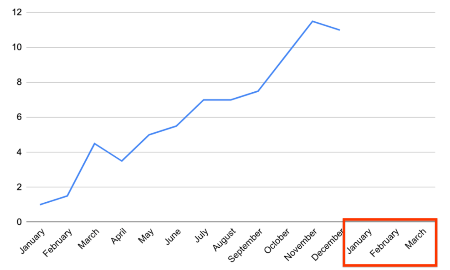 12
10
8
6
4
2
0
January
February
March
April
May
June
July
August
September
October
November
December
January
February
March